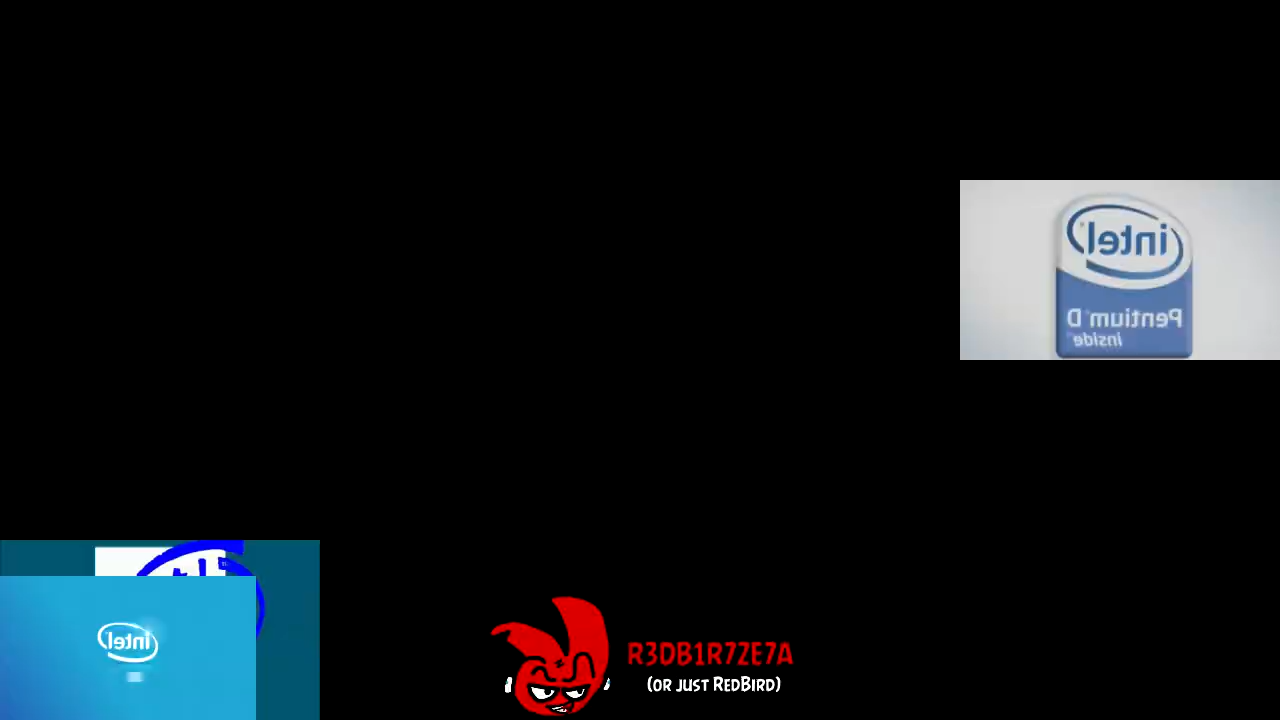 intel
Pentium D
inside
intel
R3DB1R7ZE7A
(OR JUST REDBIRD)